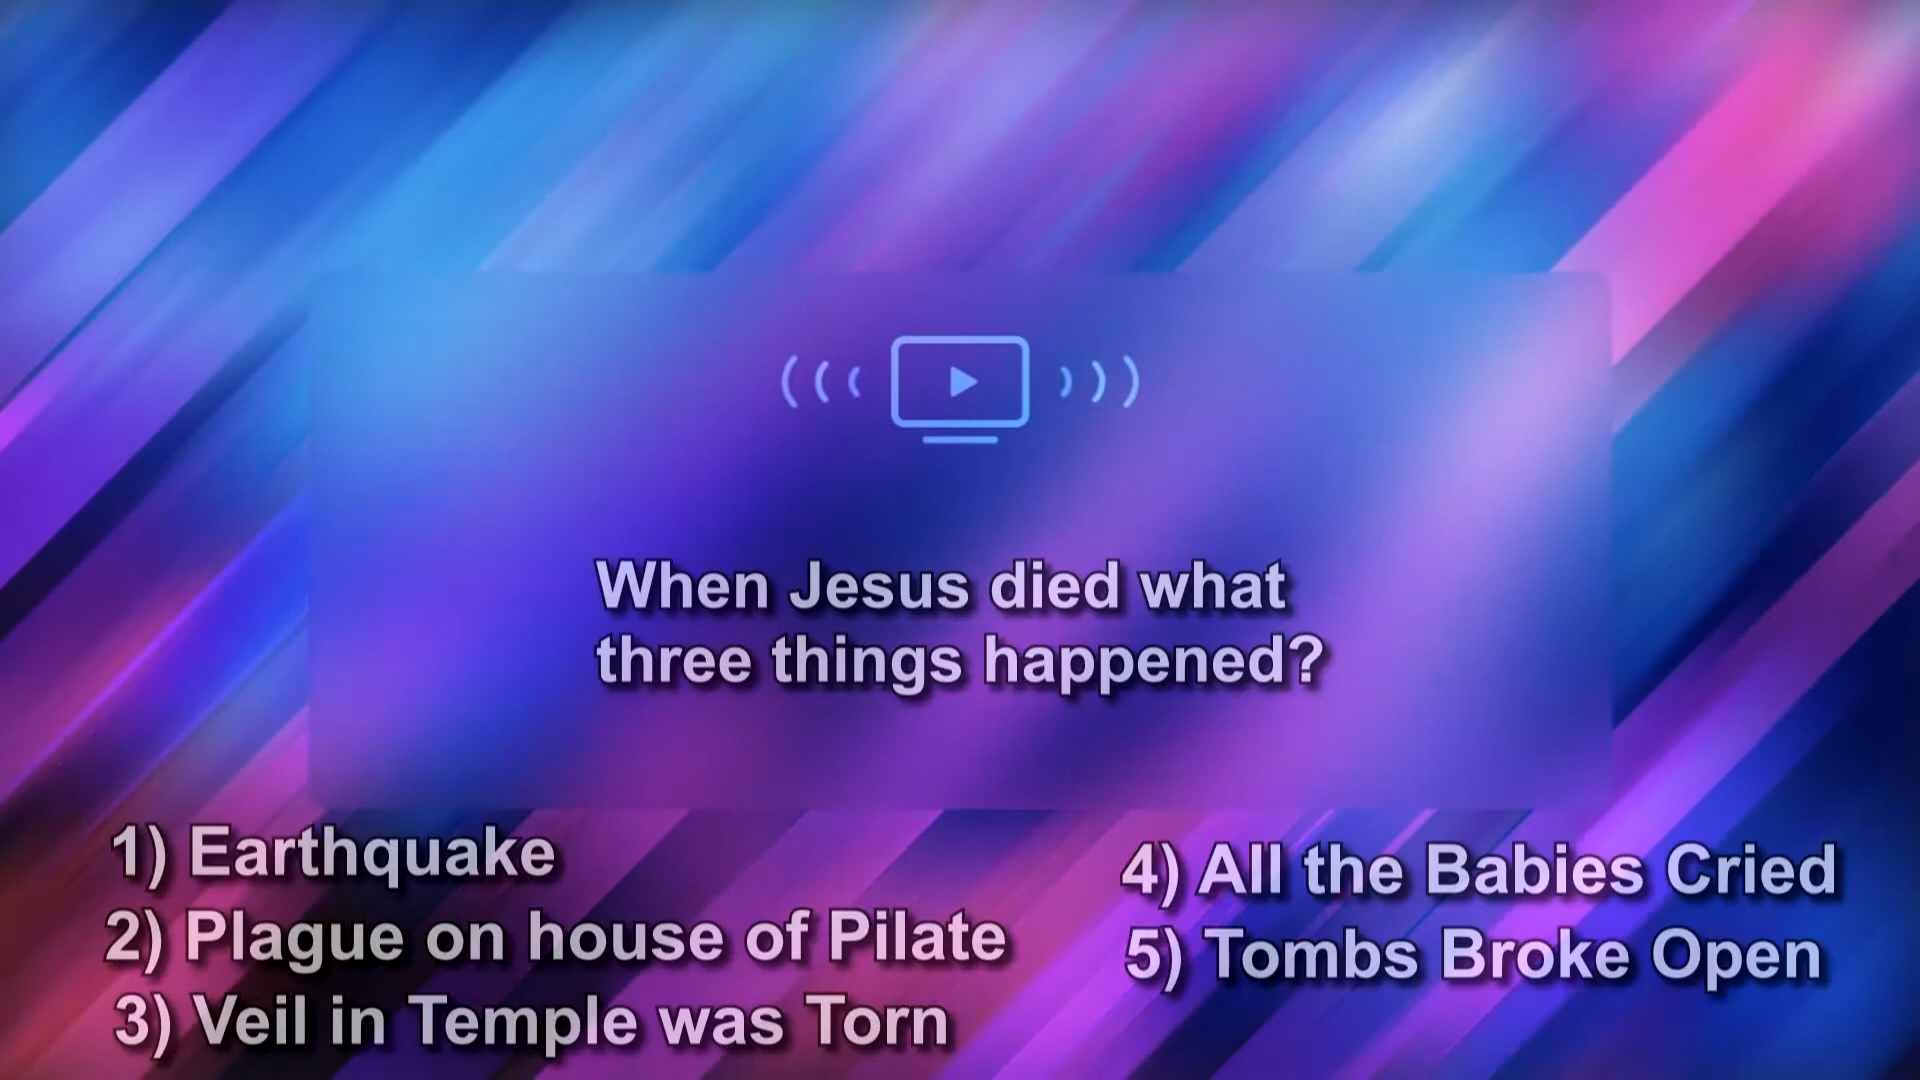 When Jesus died what
three things happened?
1) Earthquake
2) Plague on house of Pilate
3) Veil in Temple was Torn
4) All the Babies Cried
5) Tombs Broke Open